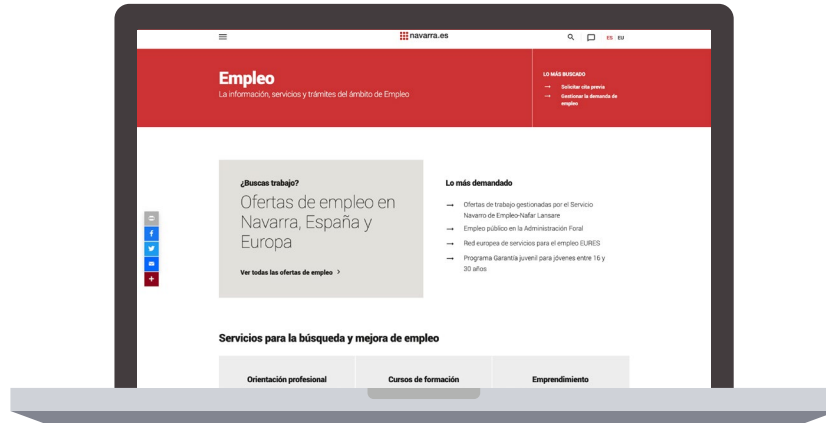 navarra.es
ES EU
Empleo
La información, servicios y trámites del ámbito de Empleo
LO MÁS BUSCADO
→ Solicitar cita previa
→ Gestionar la demanda de
empleo
¿Buscas trabajo?
Ofertas de empleo en
Navarra, España y
Europa
Ver todas las ofertas de empleo >
Lo más demandado
→ Ofertas de trabajo gestionadas por el Servicio
Navarro de Empleo-Nafar Lansare
→ Empleo público en la Administración Foral
→ Red europea de servicios para el empleo EURES
→ Programa Garantía juvenil para jóvenes entre 16 y
30 años
Servicios para la búsqueda y mejora de empleo
Orientación profesional
Cursos de formación
Emprendimiento